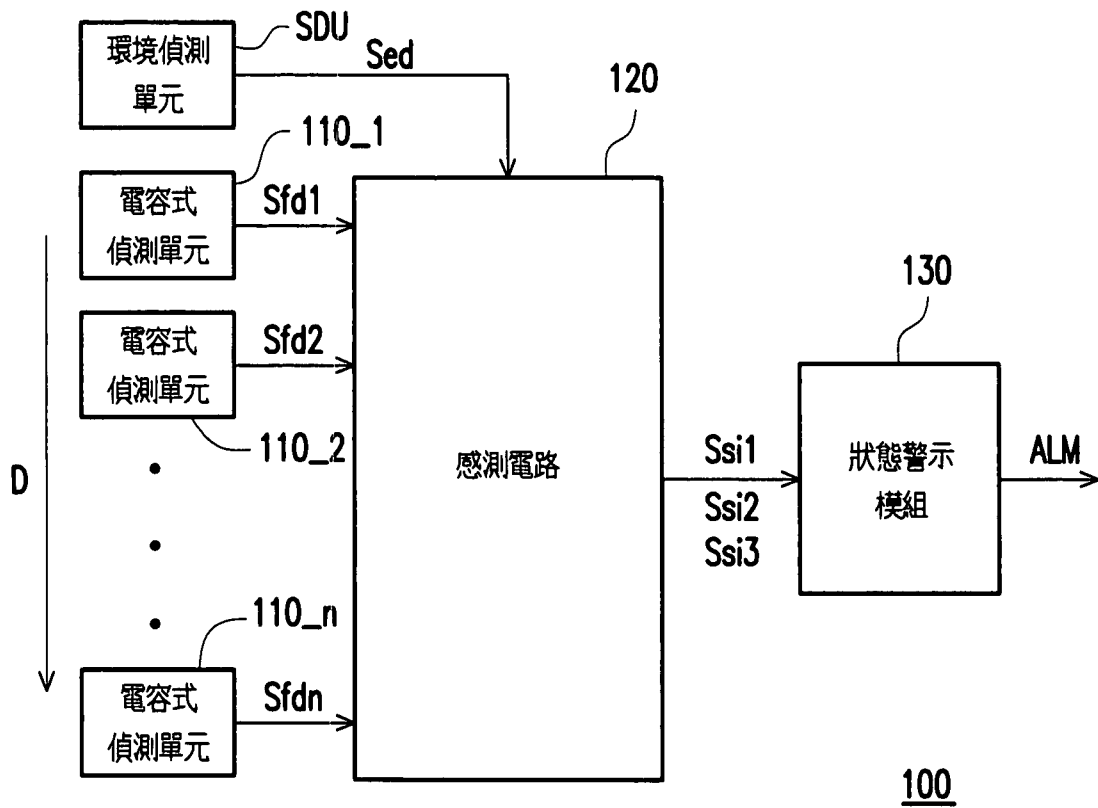 環境偵測
單元
SDU
Sed
120
110_1
電容式
偵測單元
Sfd1
電容式
偵測單元
Sfd2
110_2
D
感測電路
Ssi1
Ssi2
Ssi3
130
狀態警示
模組
ALM
110_n
電容式
偵測單元
Sfdn
100